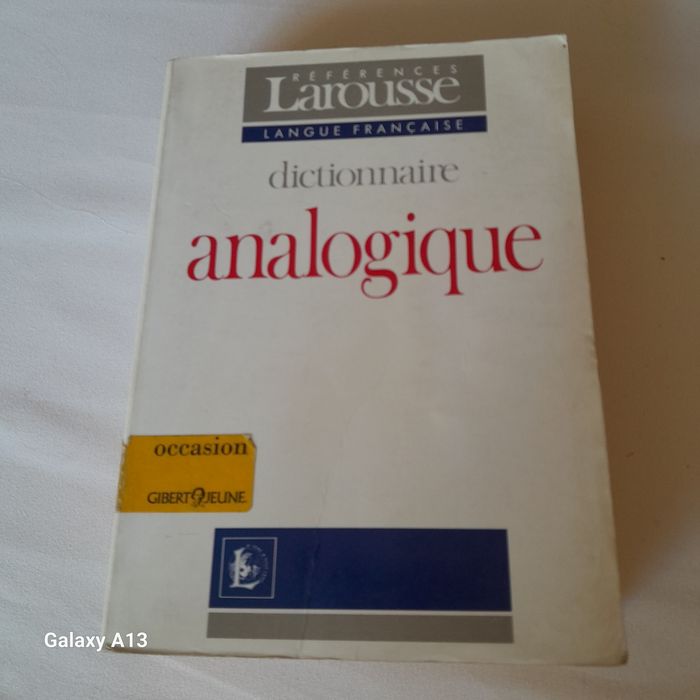 RÉFÉRENCES
Larousse
LANGUE FRANÇAISE
dictionnaire
analogique
occasion
GIBERT JEUNE
L
Galaxy A13